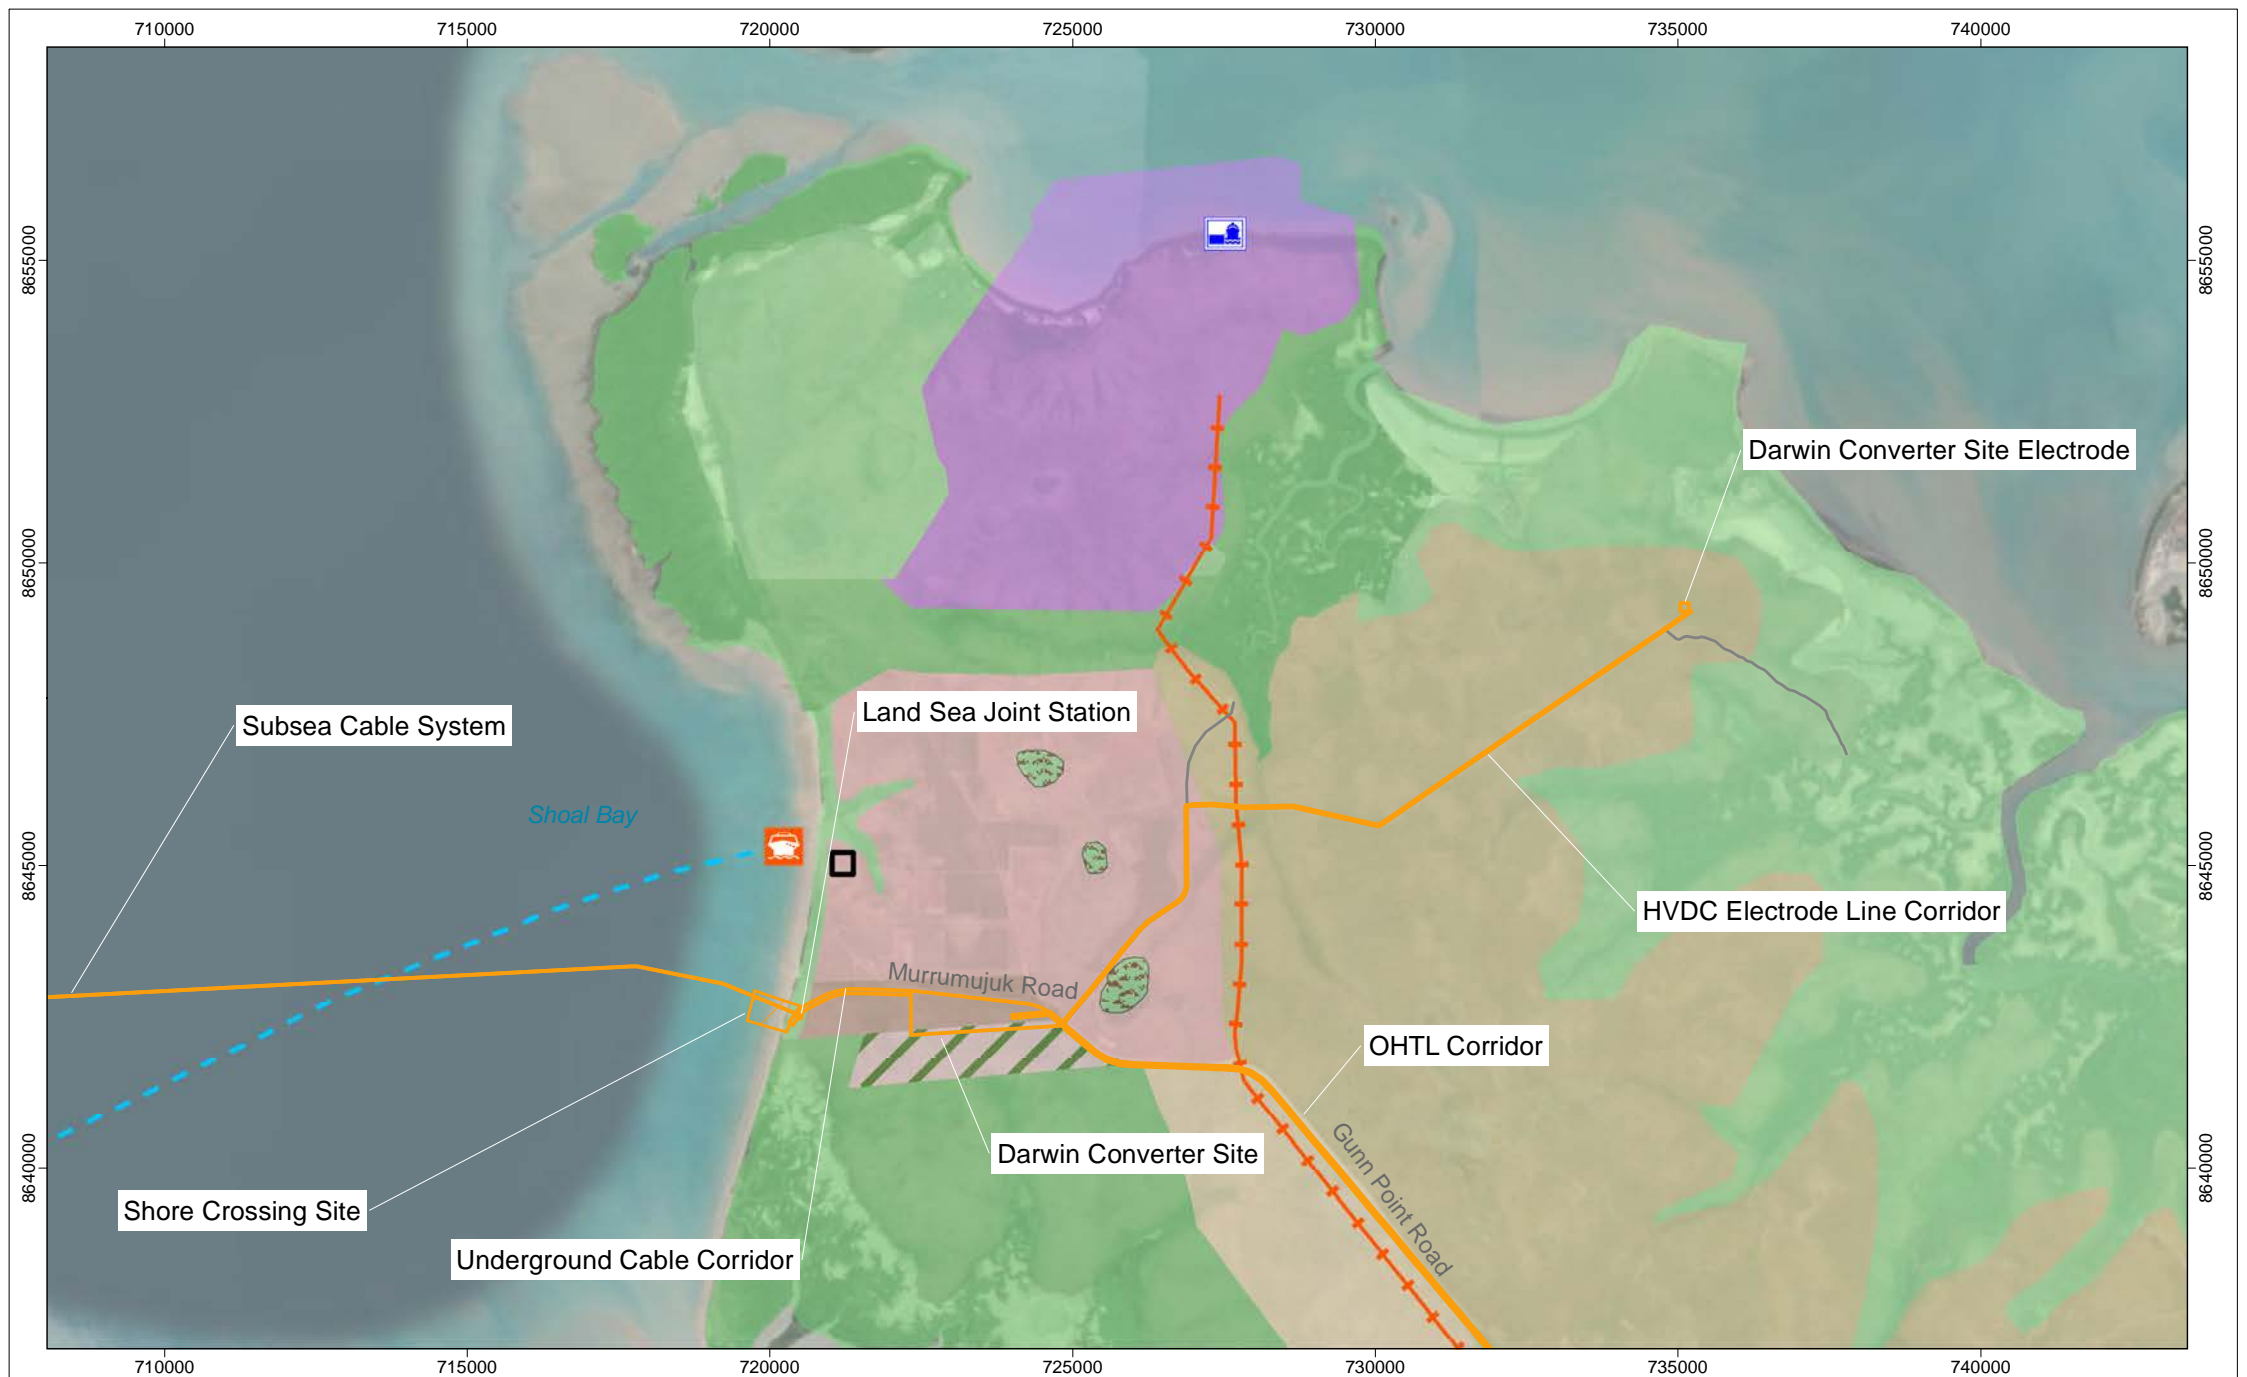 710000 715000 720000 725000 730000 735000 740000
8655000 8655000
Darwin Converter Site Electrode
8650000 8650000
Land Sea Joint Station
Subsea Cable System
Shoal Bay
8645000 8645000
HVDC Electrode Line Corridor
Murrumujuk Road
OHTL Corridor
Darwin Converter Site
8640000 8640000
Gunn Point Road
Shore Crossing Site
Underground Cable Corridor
710000 715000 720000 725000 730000 735000 740000